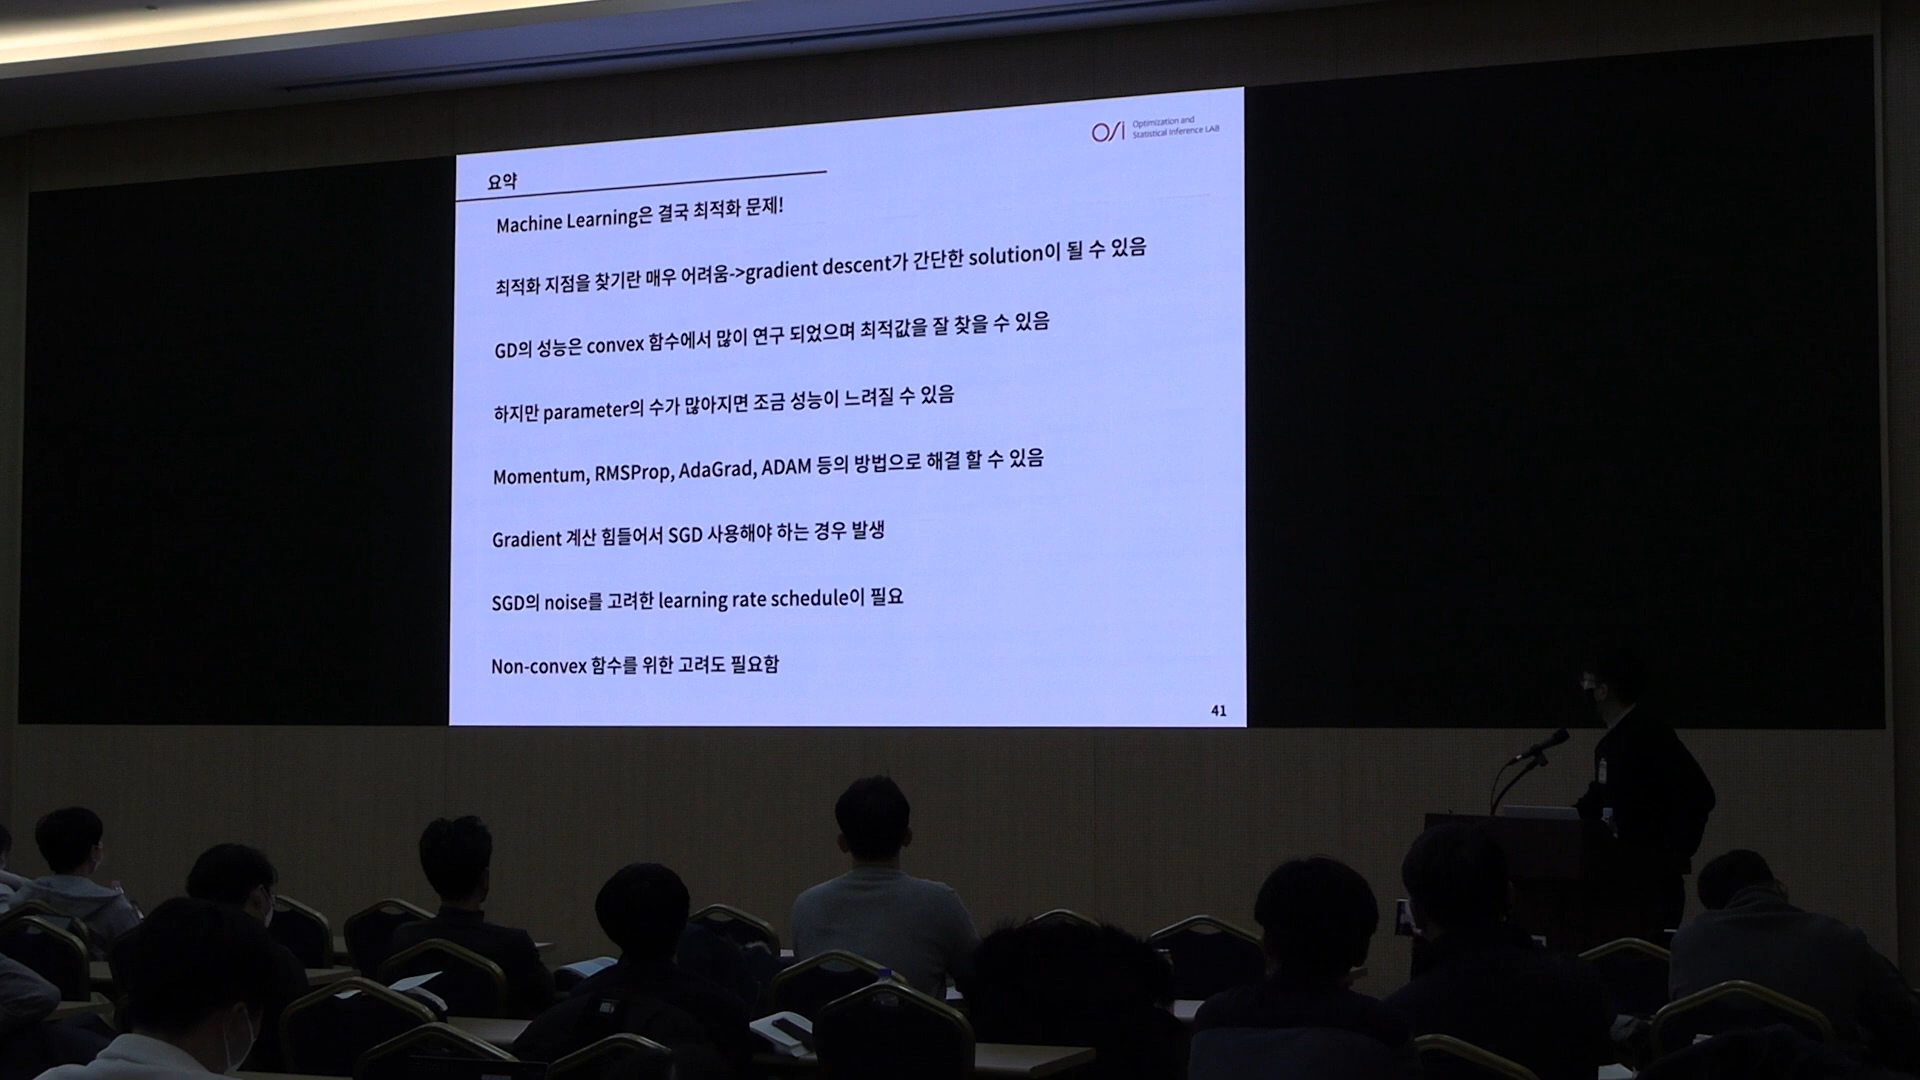 OSI Optimization and
Statistical Inference LAB
요약
Machine Learning은 결국 최적화 문제!
최적화 지점을 찾기란 매우 어려움->gradient descent가 간단한 solution이 될 수 있음
GD의 성능은 convex 함수에서 많이 연구 되었으며 최적값을 잘 찾을 수 있음
하지만 parameter의 수가 많아지면 조금 성능이 느려질 수 있음
Momentum, RMSProp, AdaGrad, ADAM 등의 방법으로 해결 할 수 있음
Gradient 계산 힘들어서 SGD 사용해야 하는 경우 발생
SGD의 noise를 고려한 learning rate schedule이 필요
Non-convex 함수를 위한 고려도 필요함
41